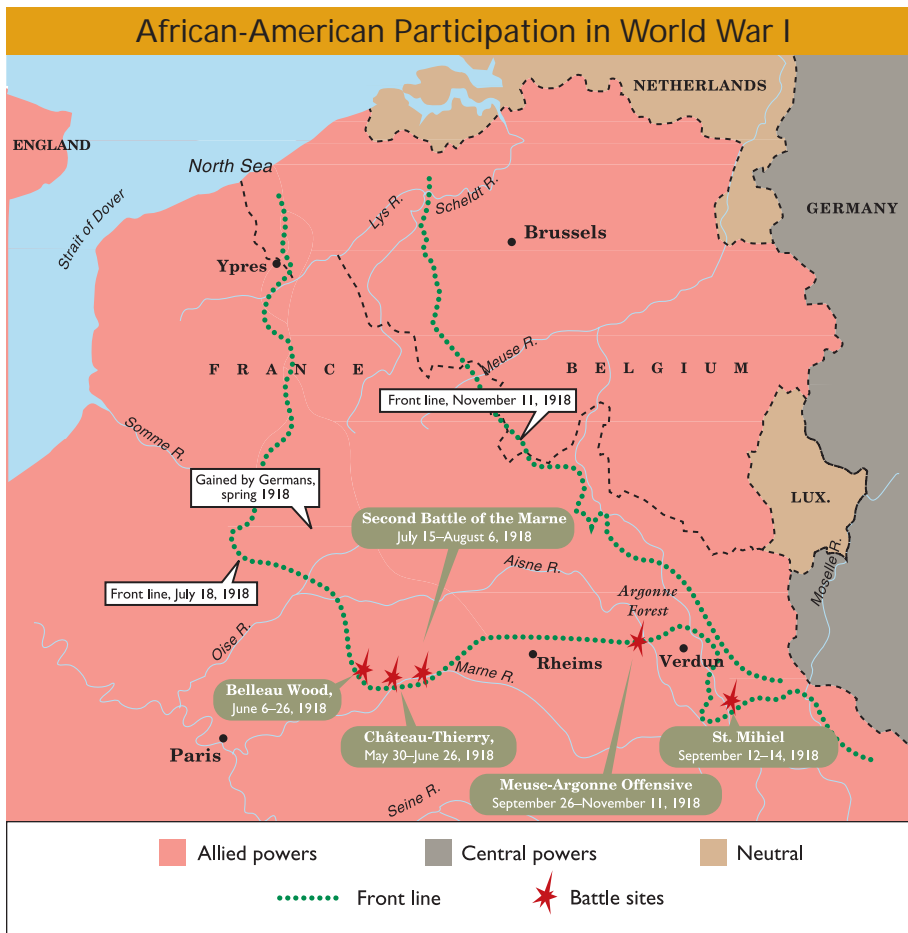 African-American Participation in World War I
NETHERLANDS
ENGLAND
North Sea
Strait of Dover
GERMANY
Lys R.
Scheldt R.
Brussels
Ypres
Meuse R.
FRANCE
BELGIUM
Front line, November 11, 1918
Somme R.
Gained by Germans,
spring 1918
LUX.
Second Battle of the Marne
July 15–August 6, 1918
Moselle R.
Aisne R.
Argonne
Forest
Front line, July 18, 1918
Oise R.
Rheims
Verdun
Marne R.
Belleau Wood,
June 6–26, 1918
Paris
Château-Thierry,
May 30–June 26, 1918
St. Mihiel
September 12–14, 1918
Meuse-Argonne Offensive
September 26–November 11, 1918
Seine R.
Allied powers
Central powers
Neutral
Front line
Battle sites